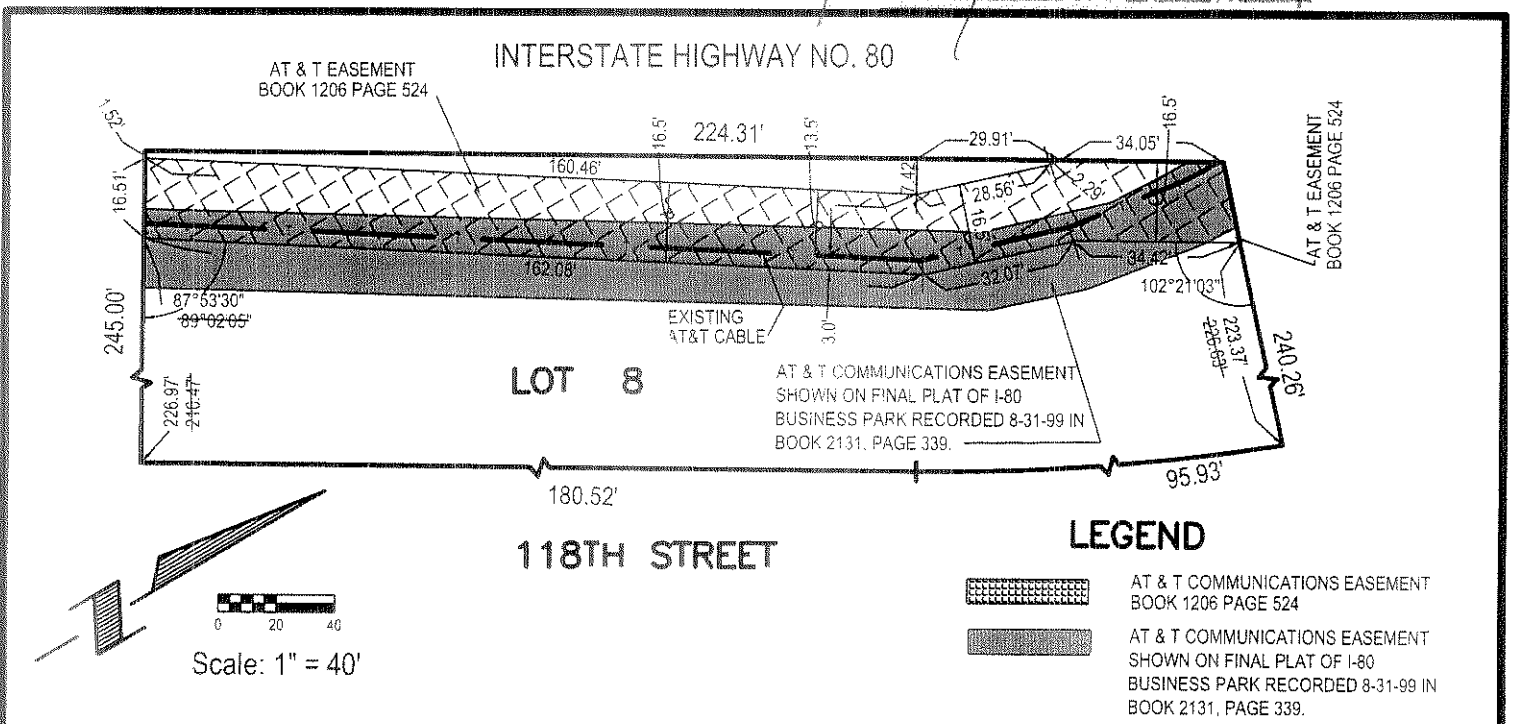 INTERSTATE HIGHWAY NO. 80
AT & T EASEMENT
BOOK 1206 PAGE 524
16.5'
224.31'
13.5'
29.91'
34.05'
16.5'
AT & T EASEMENT
BOOK 1206 PAGE 524
160.46'
7.42'
28.56'
16.51'
16.5'
162.08'
32.07'
34.42'
102°21'03"
87°53'30"
89°02'05"
245.00'
EXISTING
AT&T CABLE
3.0'
223.37'
226.63'
240.26'
226.97'
216.47'
LOT 8
AT & T COMMUNICATIONS EASEMENT
SHOWN ON FINAL PLAT OF I-80
BUSINESS PARK RECORDED 8-31-99 IN
BOOK 2131, PAGE 339.
180.52'
95.93'
118TH STREET
LEGEND
AT & T COMMUNICATIONS EASEMENT
BOOK 1206 PAGE 524
AT & T COMMUNICATIONS EASEMENT
SHOWN ON FINAL PLAT OF I-80
BUSINESS PARK RECORDED 8-31-99 IN
BOOK 2131, PAGE 339.
0 20 40
Scale: 1" = 40'